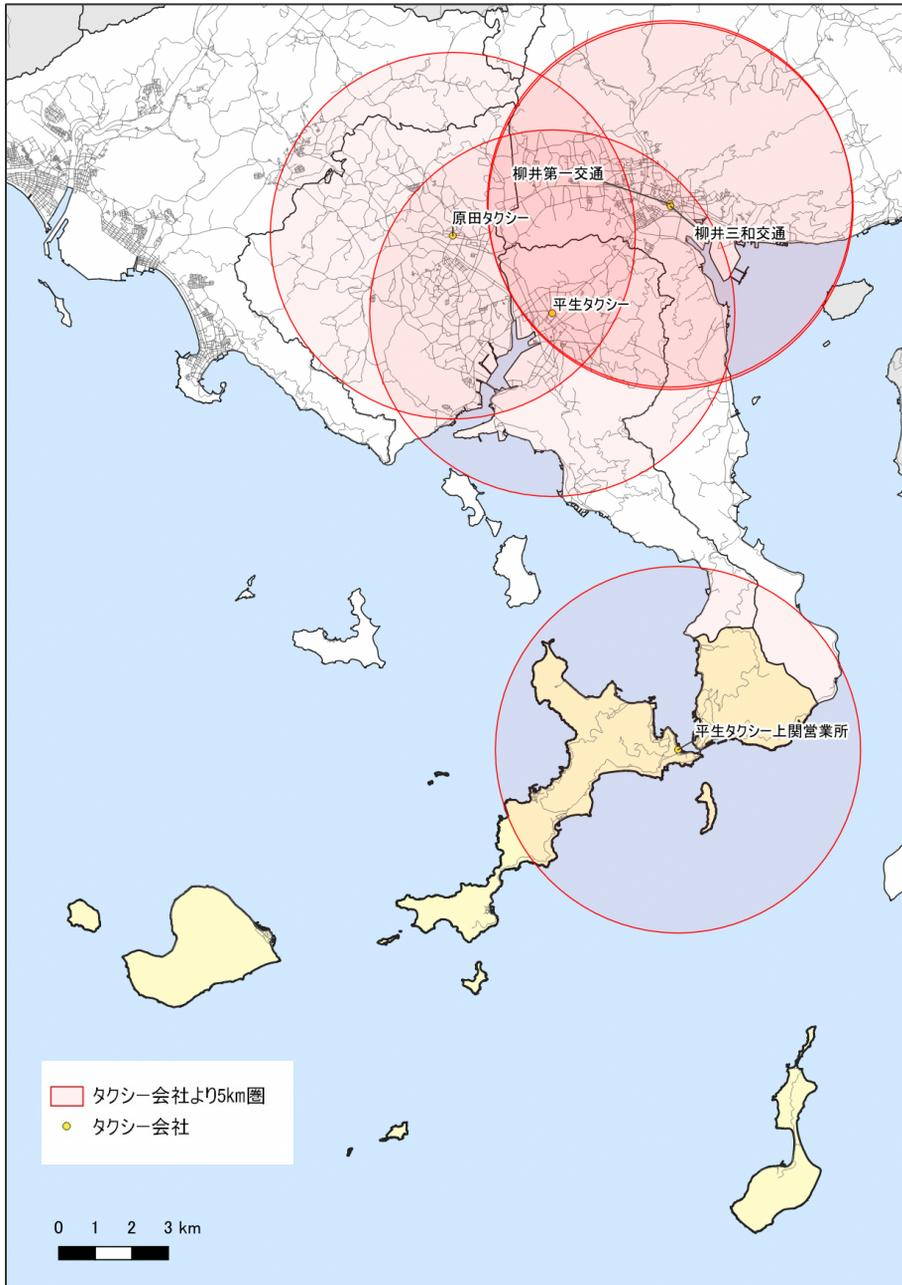 柳井第一交通
原田タクシー
柳井三和交通
平生タクシー
平生タクシー上関営業所
タクシー会社より5km圏
タクシー会社
0 1 2 3 km